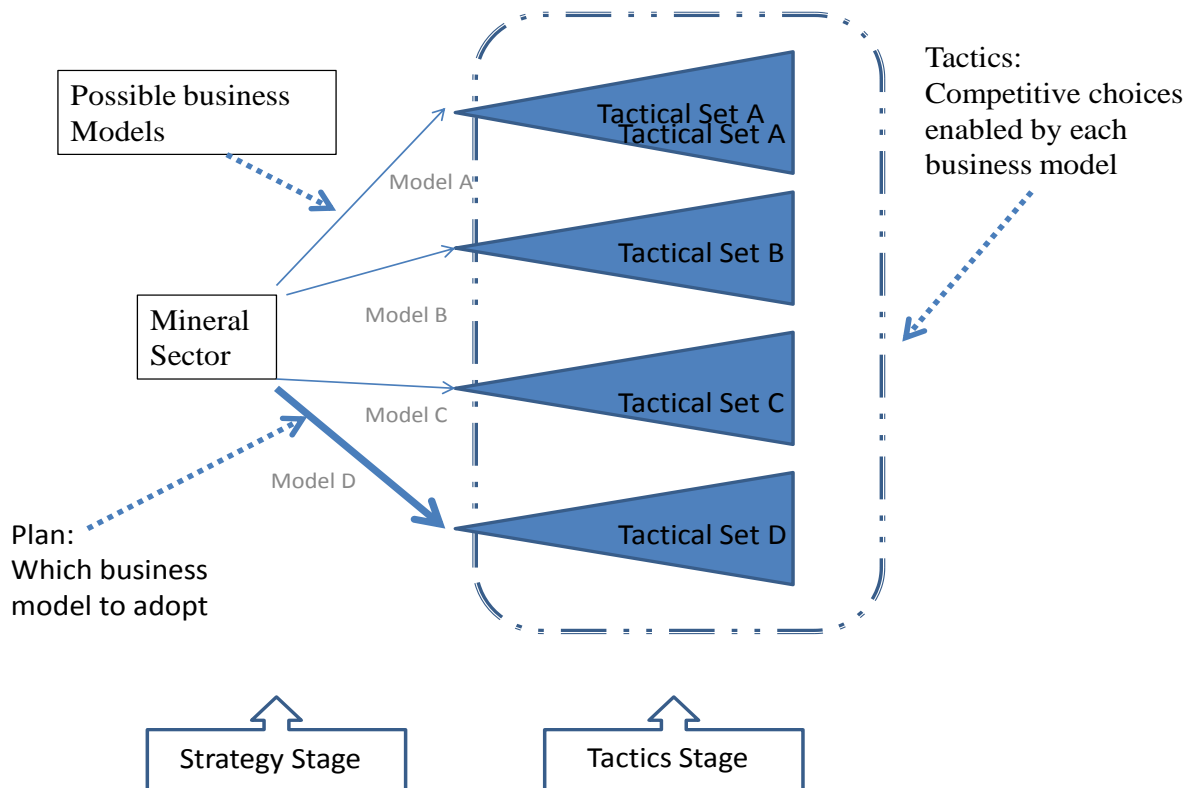 Possible business
Models
Tactics:
Competitive choices
enabled by each
business model
Tactical Set A
Tactical Set A
Model A
Tactical Set B
Mineral
Sector
Model B
Tactical Set C
Model C
Model D
Tactical Set D
Plan:
Which business
model to adopt
Strategy Stage
Tactics Stage